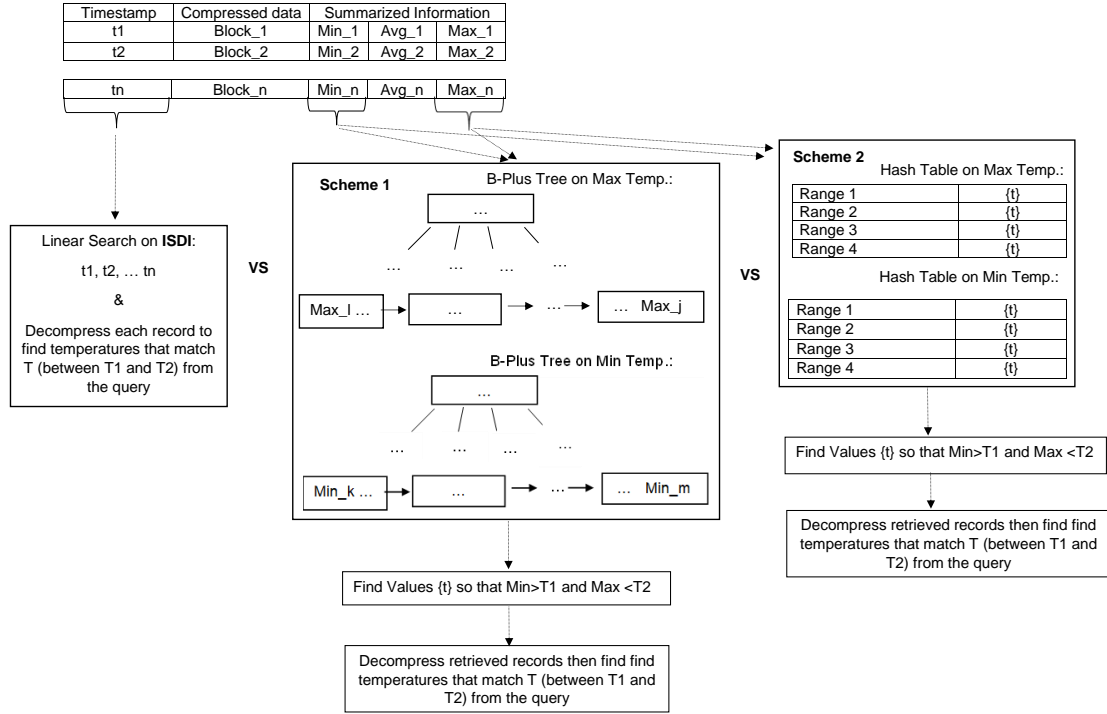 Timestamp Compressed data Summarized Information
t1 Block_1 Min_1 Avg_1 Max_1
t2 Block_2 Min_2 Avg_2 Max_2
tn Block_n Min_n Avg_n Max_n
Linear Search on ISDI:
t1, t2, … tn
&
Decompress each record to
find temperatures that match
T (between T1 and T2) from
the query
VS
Scheme 1
B-Plus Tree on Max Temp.:
…
… … … …
Max_l … … … … Max_j
B-Plus Tree on Min Temp.:
…
… … … …
Min_k … … … … Min_m
Find Values {t} so that Min>T1 and Max <T2
Decompress retrieved records then find find
temperatures that match T (between T1 and
T2) from the query
VS
Scheme 2
Hash Table on Max Temp.:
Range 1 {t}
Range 2 {t}
Range 3 {t}
Range 4 {t}
Hash Table on Min Temp.:
Range 1 {t}
Range 2 {t}
Range 3 {t}
Range 4 {t}
Find Values {t} so that Min>T1 and Max <T2
Decompress retrieved records then find find
temperatures that match T (between T1 and
T2) from the query